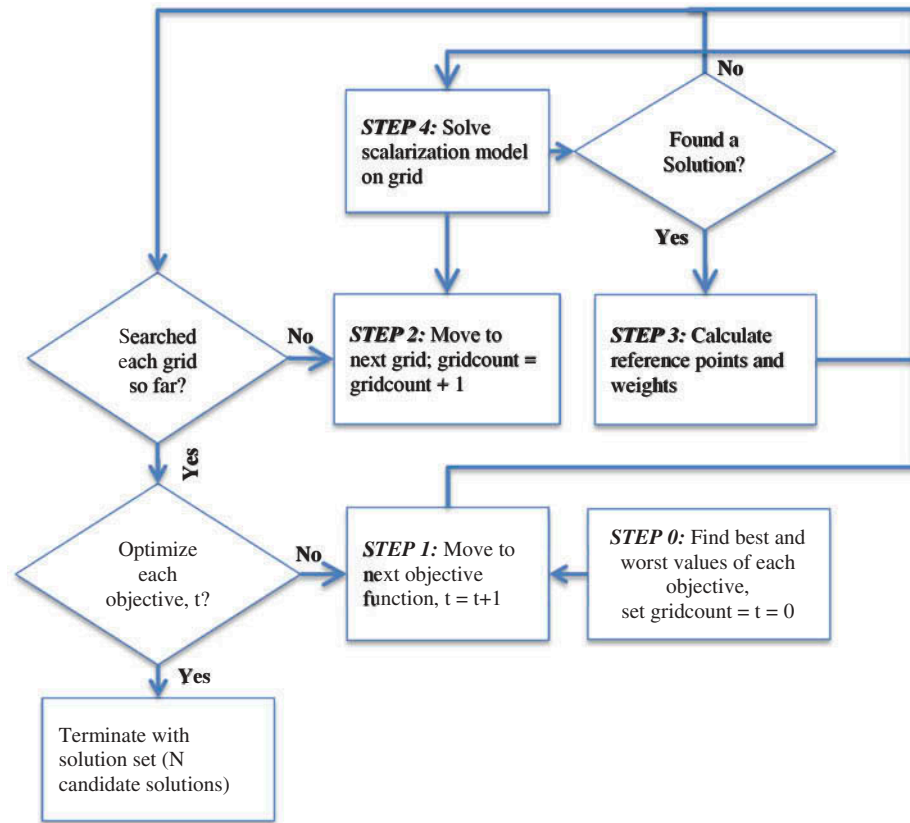 No
STEP 4: Solve
scalarization model
on grid
Found a
Solution?
Yes
Searched
each grid
so far?
No
STEP 2: Move to
next grid; gridcount =
gridcount + 1
STEP 3: Calculate
reference points and
weights
Yes
Optimize
each
objective, t?
No
STEP 1: Move to
next objective
function, t = t+1
STEP 0: Find best and
worst values of each
objective,
set gridcount = t = 0
Yes
Terminate with
solution set (N
candidate solutions)